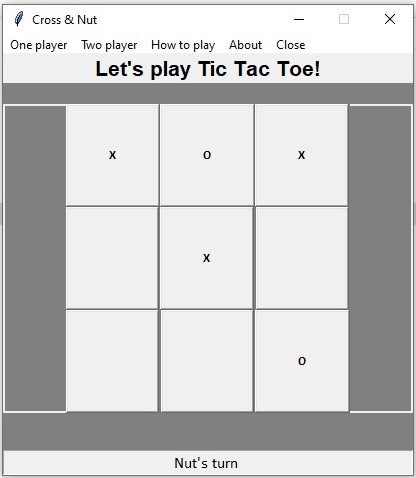 Cross & Nut
One player Two player How to play About Close
Let's play Tic Tac Toe!
X O X
X
O
Nut's turn